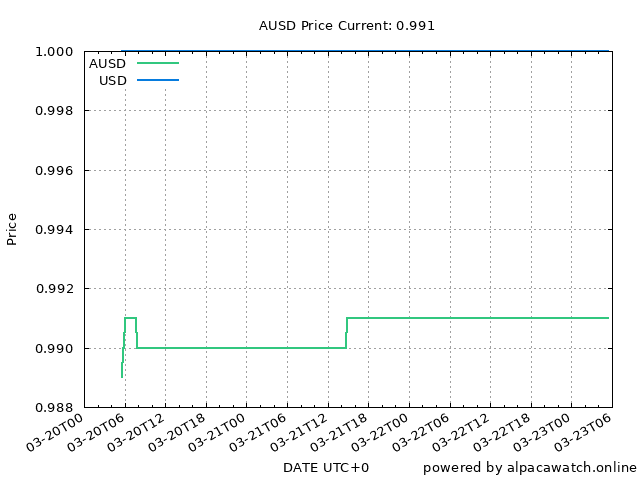 AUSD Price Current: 0.991
1.000
AUSD
USD
0.998
0.996
0.994
Price
0.992
0.990
0.988
03-20T00
03-20T06
03-20T12
03-20T18
03-21T00
03-21T06
03-21T12
03-21T18
03-22T00
03-22T06
03-22T12
03-22T18
03-23T00
03-23T06
DATE UTC+0
powered by alpacawatch.online